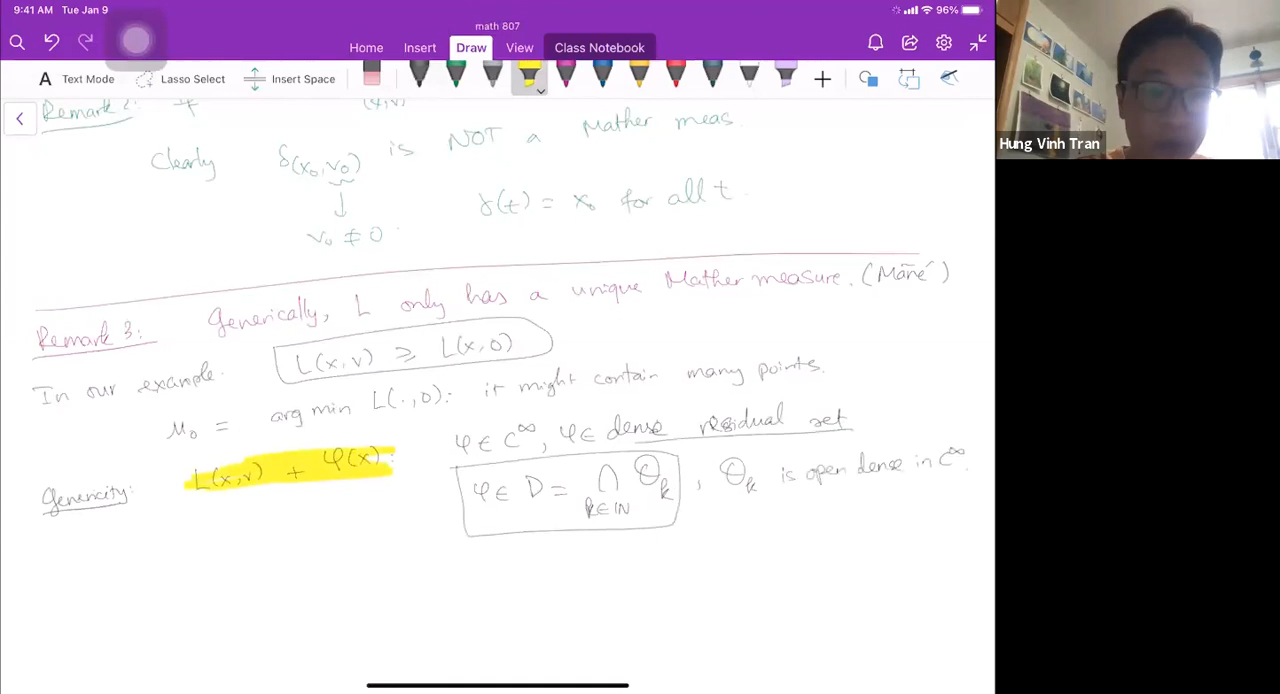 9:41 AM Tue Jan 9
96%
math 807
Home Insert Draw View Class Notebook
A Text Mode Lasso Select Insert Space
Hung Vinh Tran
Remark 2:
Clearly δ(x₀,v₀) is NOT a Mather meas.
↓
v₀ ≠ 0
γ(t) = x₀ for all t
Remark 3: Generically, L only has a unique Mather measure. (Mañé)
In our example. L(x,v) ⩾ L(x,0)
μ₀ = arg min L(·,0): it might contain many points.
φ ∈ C^∞, φ ∈ dense residual set
Genericity: L(x,v) + φ(x):
φ ∈ D = ⋂_{k∈ℕ} O_k, O_k is open dense in C^∞.